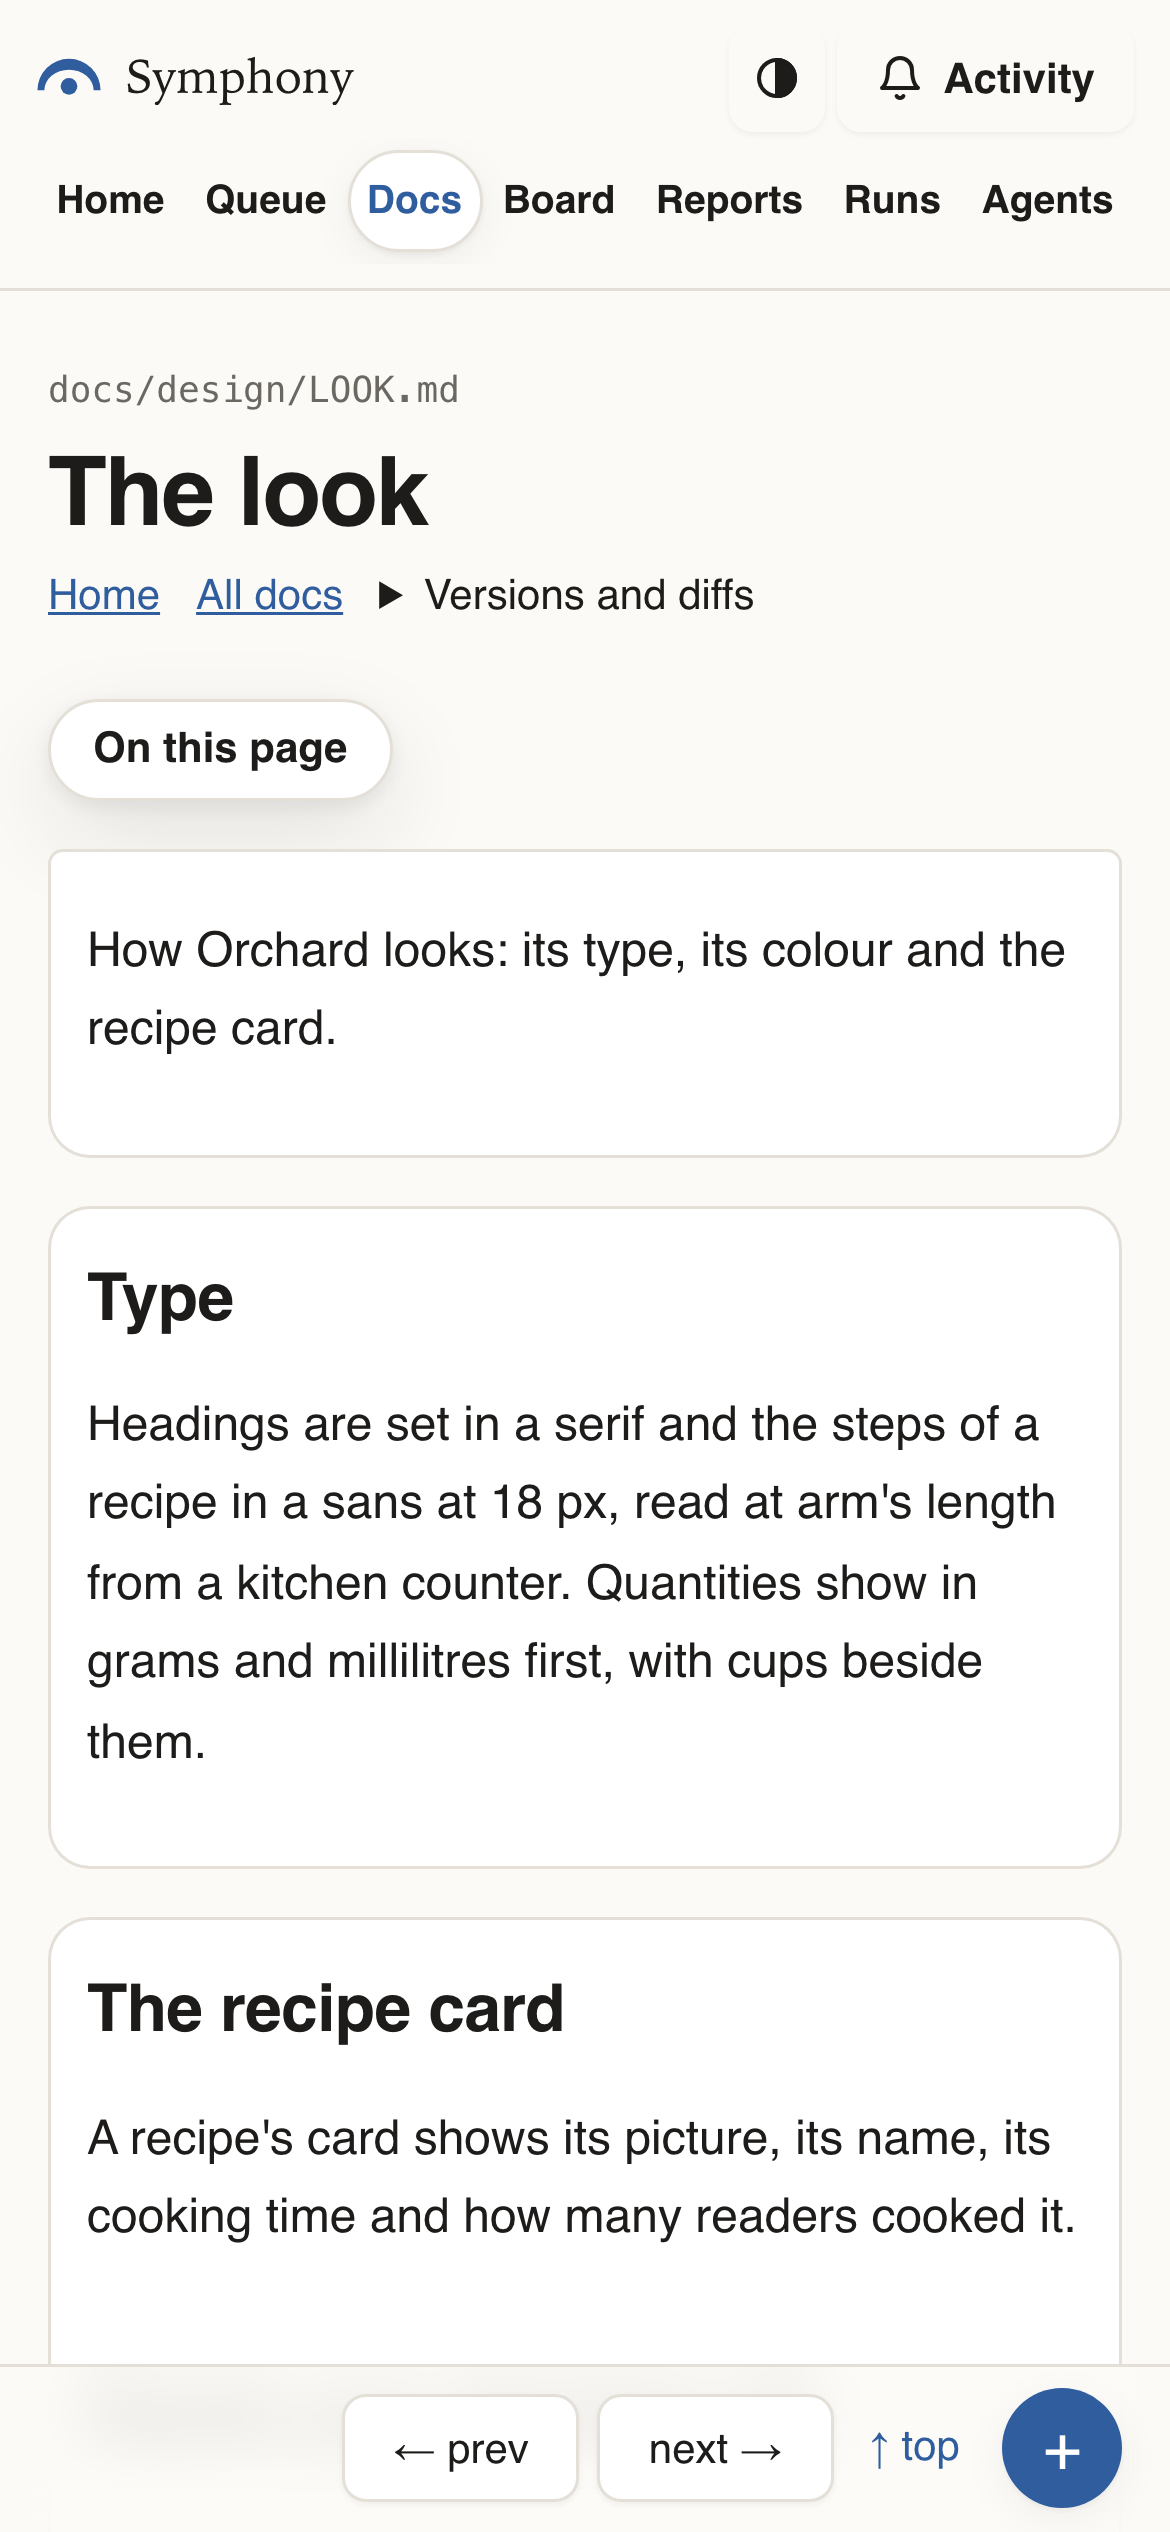 Symphony
Activity
Home Queue Docs Board Reports Runs Agents
docs/design/LOOK.md
The look
Home All docs ▶ Versions and diffs
On this page
How Orchard looks: its type, its colour and the
recipe card.
Type
Headings are set in a serif and the steps of a
recipe in a sans at 18 px, read at arm's length
from a kitchen counter. Quantities show in
grams and millilitres first, with cups beside
them.
The recipe card
A recipe's card shows its picture, its name, its
cooking time and how many readers cooked it.
← prev next → ↑ top +